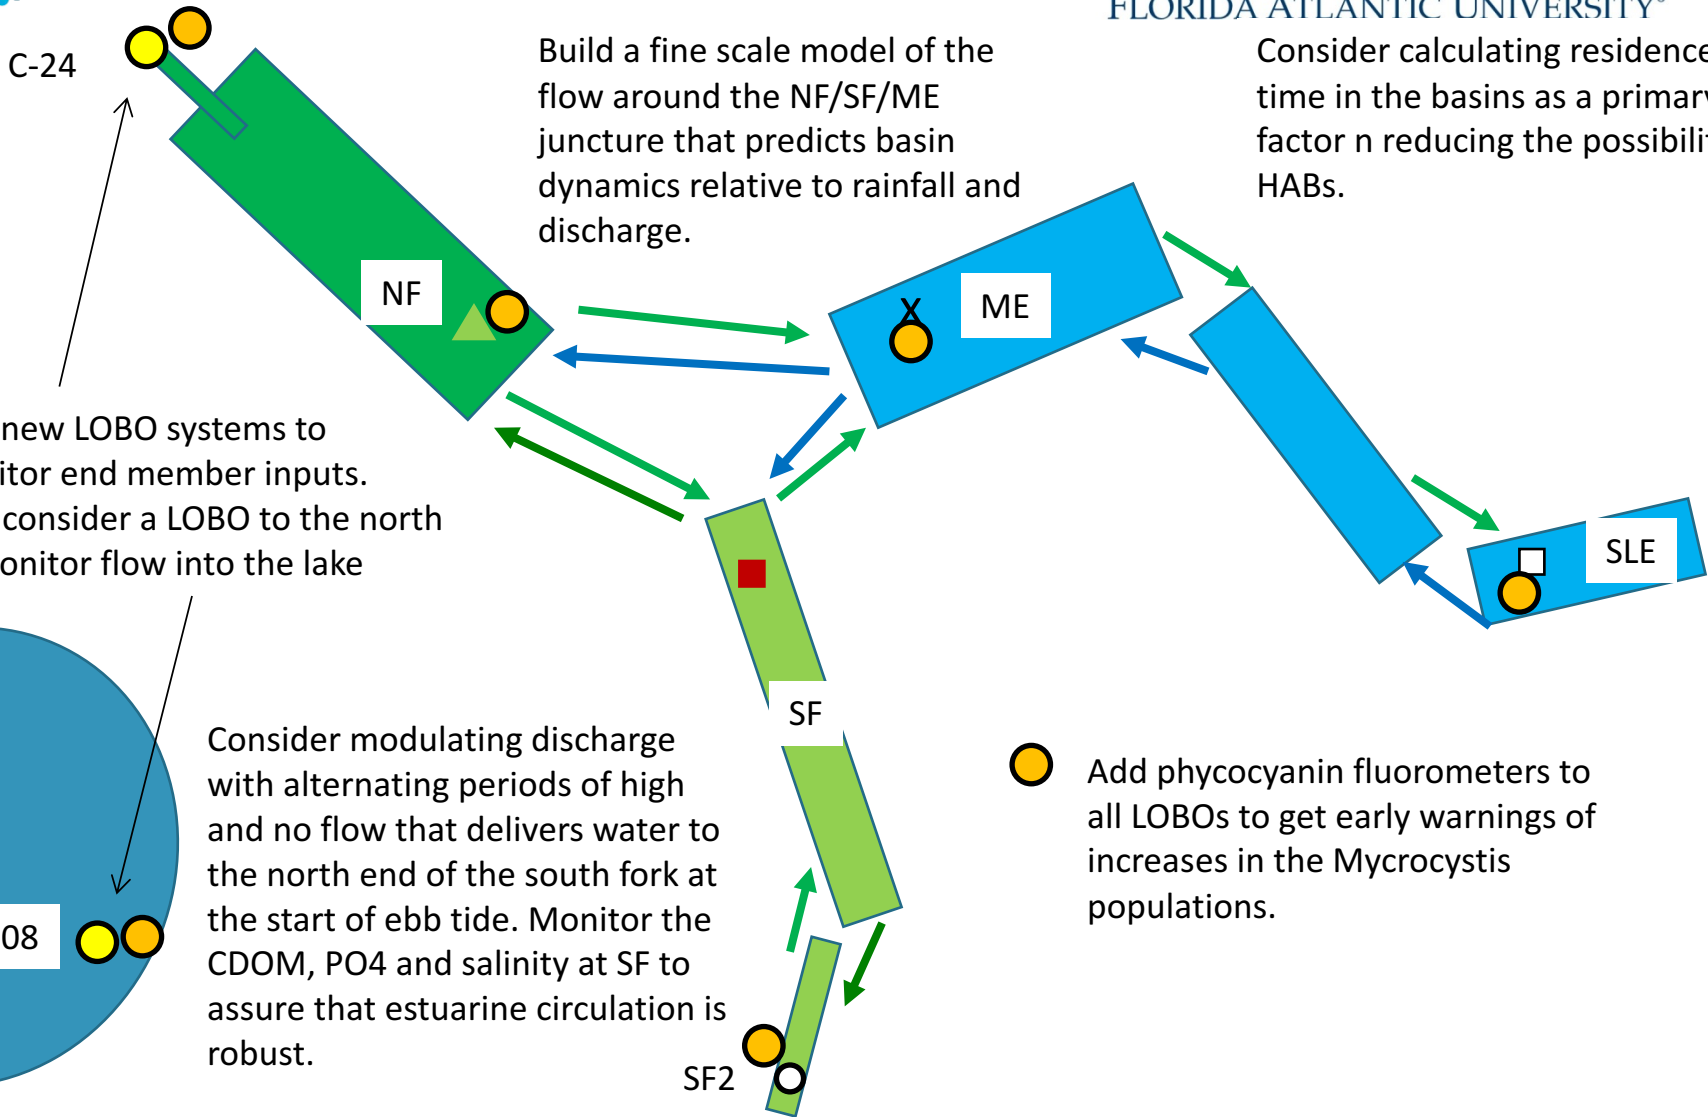 FLORIDA ATLANTIC UNIVERSITY
C-24
Build a fine scale model of the
flow around the NF/SF/ME
juncture that predicts basin
dynamics relative to rainfall and
discharge.
Consider calculating residence
time in the basins as a primary
factor n reducing the possibilit
HABs.
NF
X
ME
new LOBO systems to
itor end member inputs.
consider a LOBO to the north
onitor flow into the lake
SLE
SF
Consider modulating discharge
with alternating periods of high
and no flow that delivers water to
the north end of the south fork at
the start of ebb tide. Monitor the
CDOM, PO4 and salinity at SF to
assure that estuarine circulation is
robust.
Add phycocyanin fluorometers to
all LOBOs to get early warnings of
increases in the Mycrocystis
populations.
08
SF2